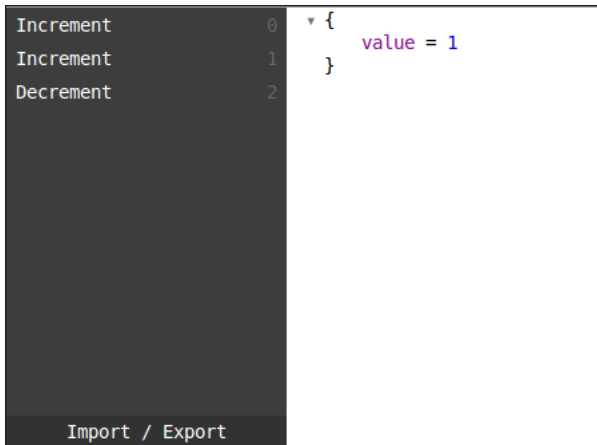 Increment 0
Increment 1
Decrement 2
Import / Export
▾ {
value = 1
}